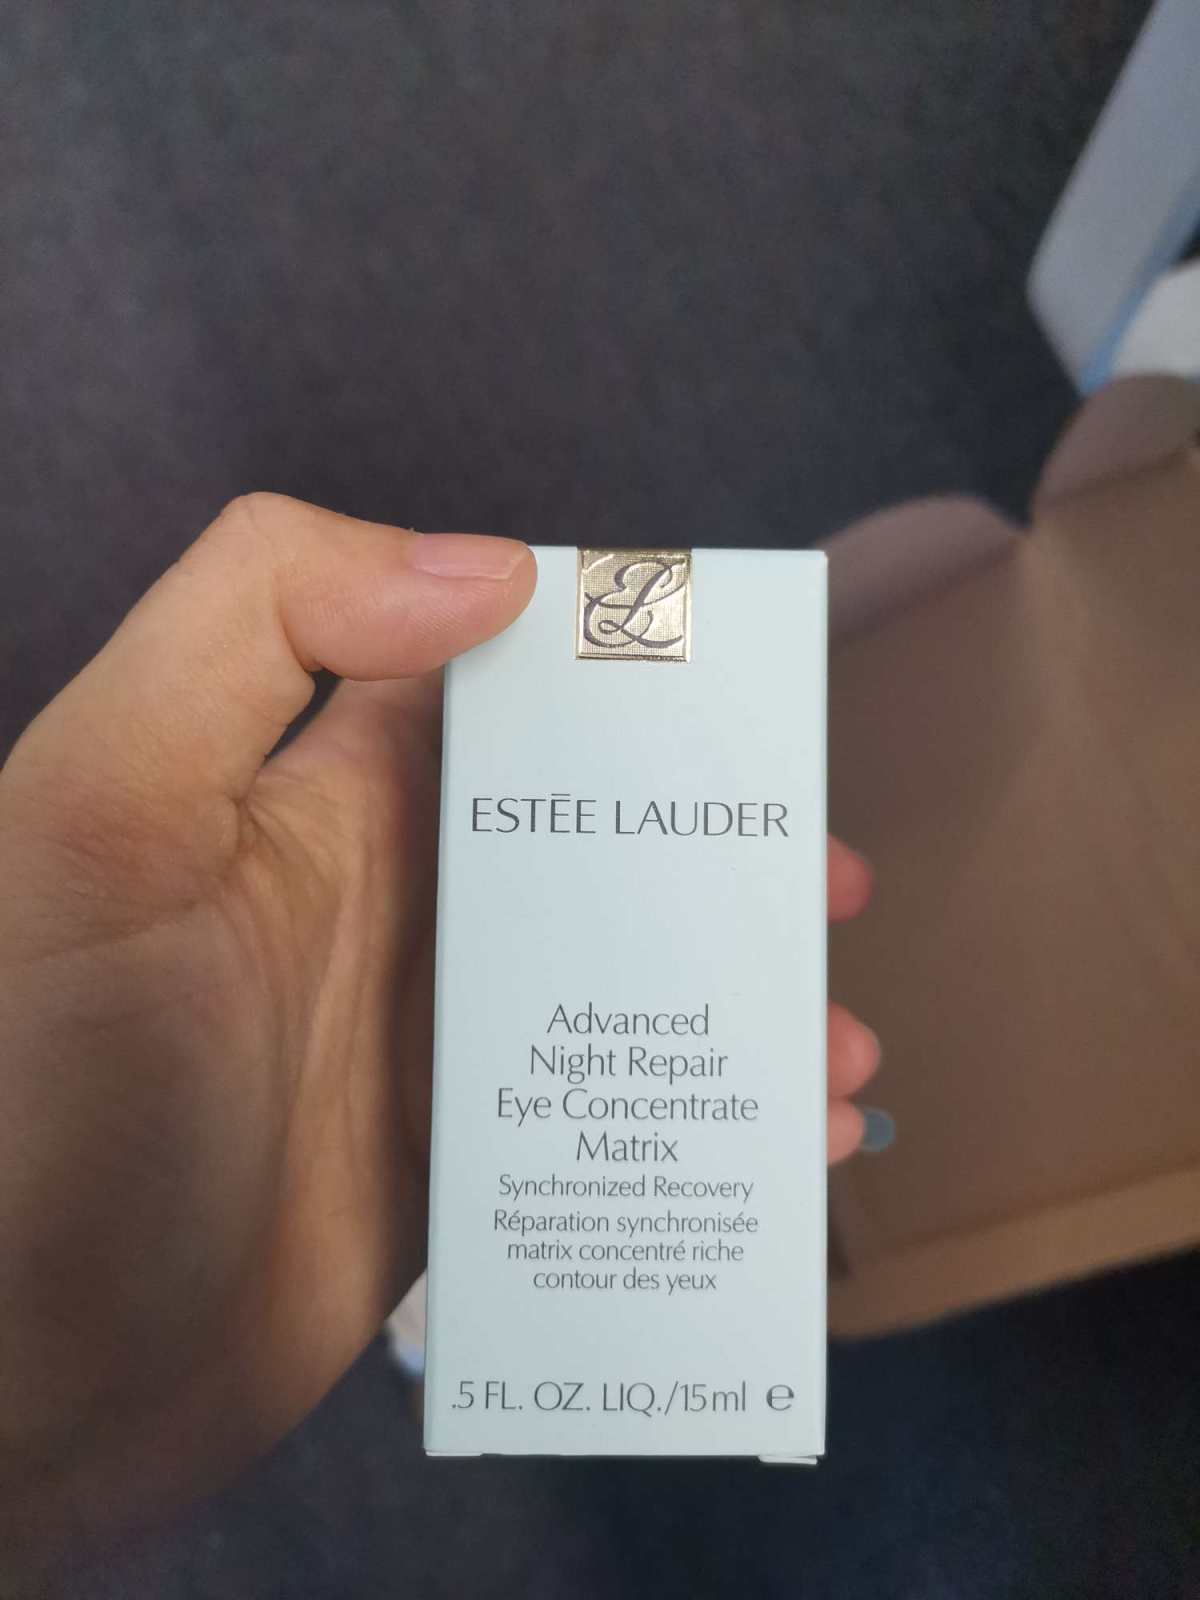 EL
ESTĒE LAUDER
Advanced
Night Repair
Eye Concentrate
Matrix
Synchronized Recovery
Réparation synchronisée
matrix concentré riche
contour des yeux
.5 FL. OZ. LIQ./15ml ℮